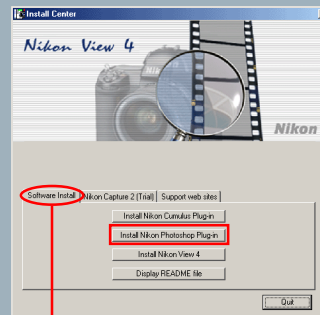 Install Center
Nikon View 4
Nikon
Software Install
Nikon Capture 2 (Trial)
Support web sites
Install Nikon Cumulus Plug-in
Install Nikon Photoshop Plug-in
Install Nikon View 4
Display README file
Quit